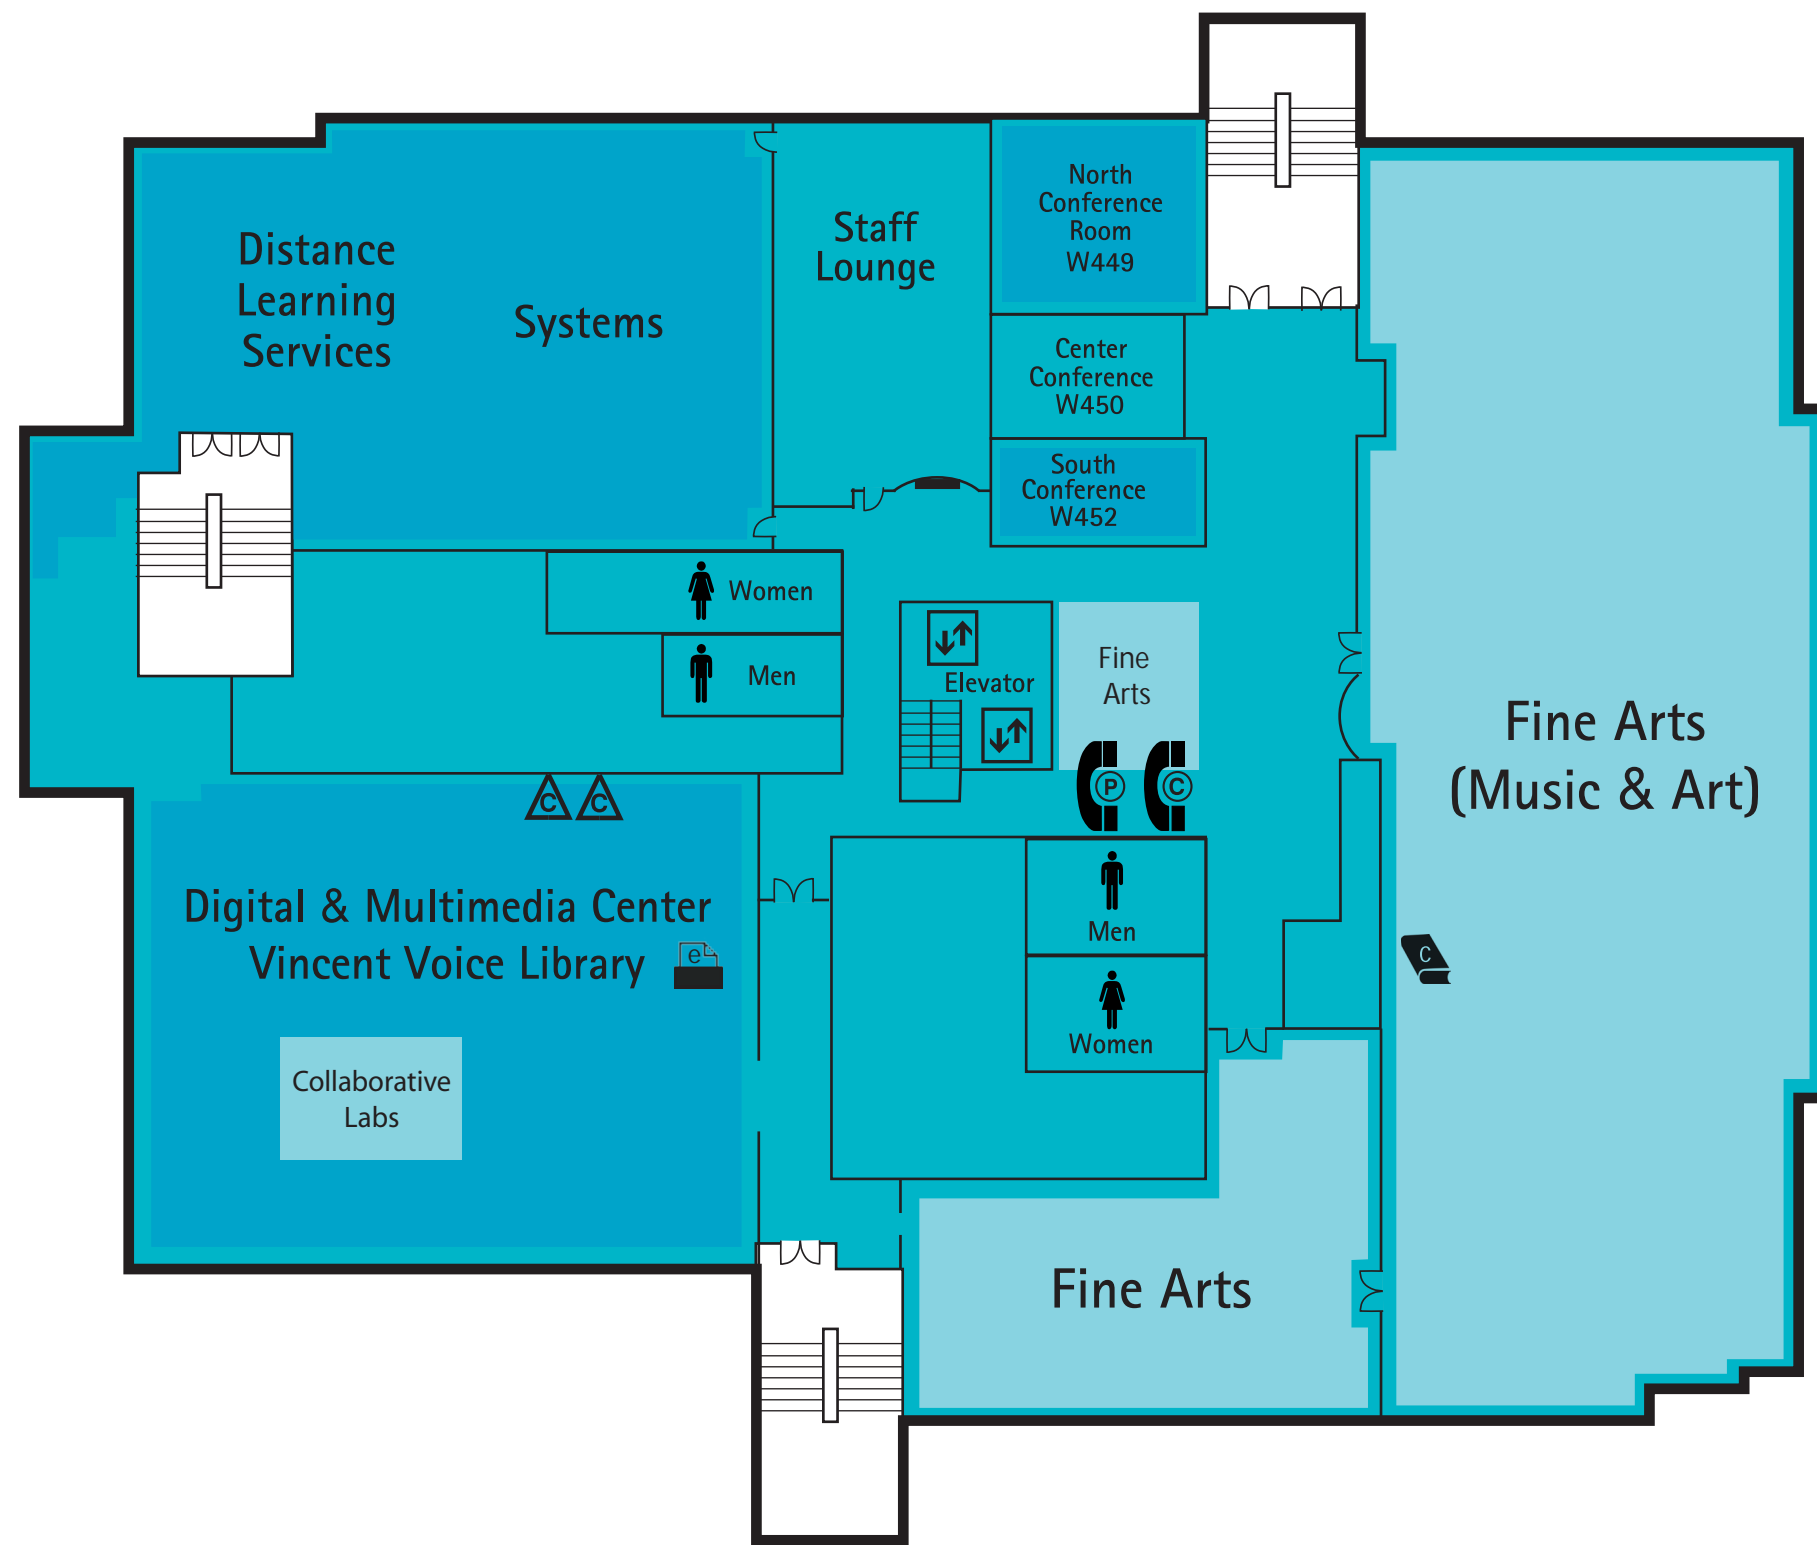 Distance
Learning
Services
Systems
Staff
Lounge
North
Conference
Room
W449
Center
Conference
W450
South
Conference
W452
Women
Men
Elevator
Fine
Arts
P
C
Fine Arts
(Music & Art)
C
C
Digital & Multimedia Center
Vincent Voice Library
e
Collaborative
Labs
Men
Women
C
Fine Arts